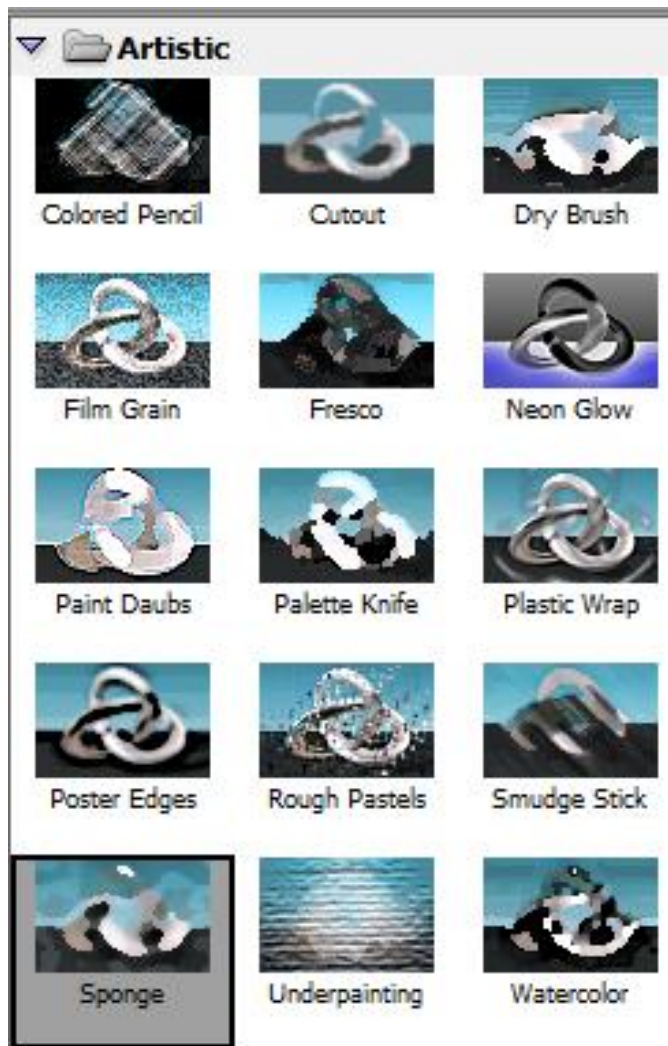 Artistic
Colored Pencil
Cutout
Dry Brush
Film Grain
Fresco
Neon Glow
Paint Daubs
Palette Knife
Plastic Wrap
Poster Edges
Rough Pastels
Smudge Stick
Sponge
Underpainting
Watercolor